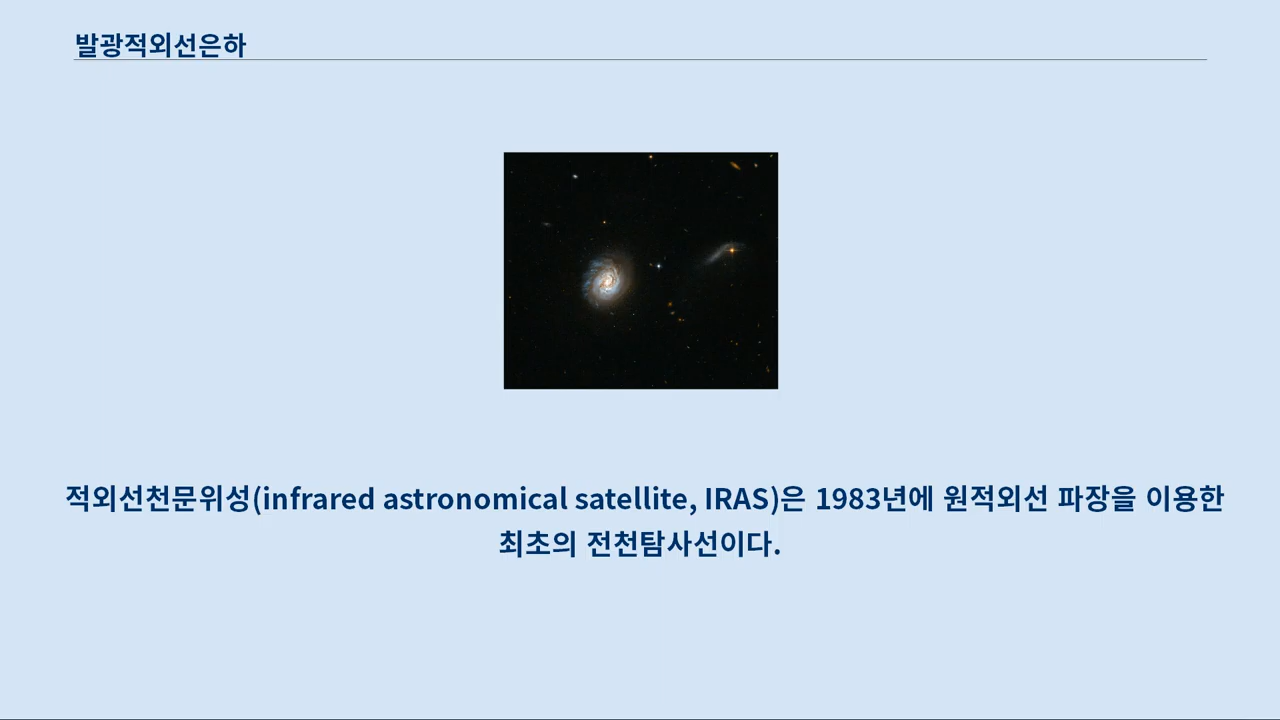 발광적외선은하
적외선천문위성(infrared astronomical satellite, IRAS)은 1983년에 원적외선 파장을 이용한
최초의 전천탐사선이다.